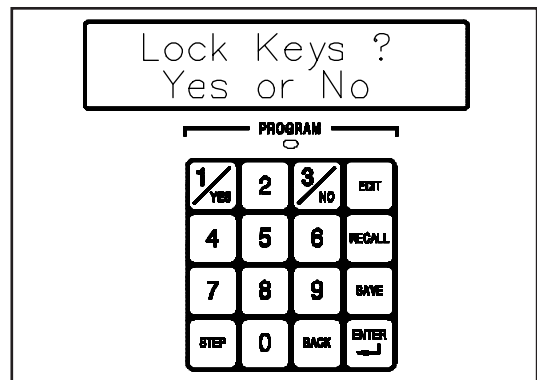 Lock Keys ?
Yes or No
PROGRAM
1/YES 2 3/NO EDIT
4 5 6 RECALL
7 8 9 SAVE
STEP 0 BACK ENTER